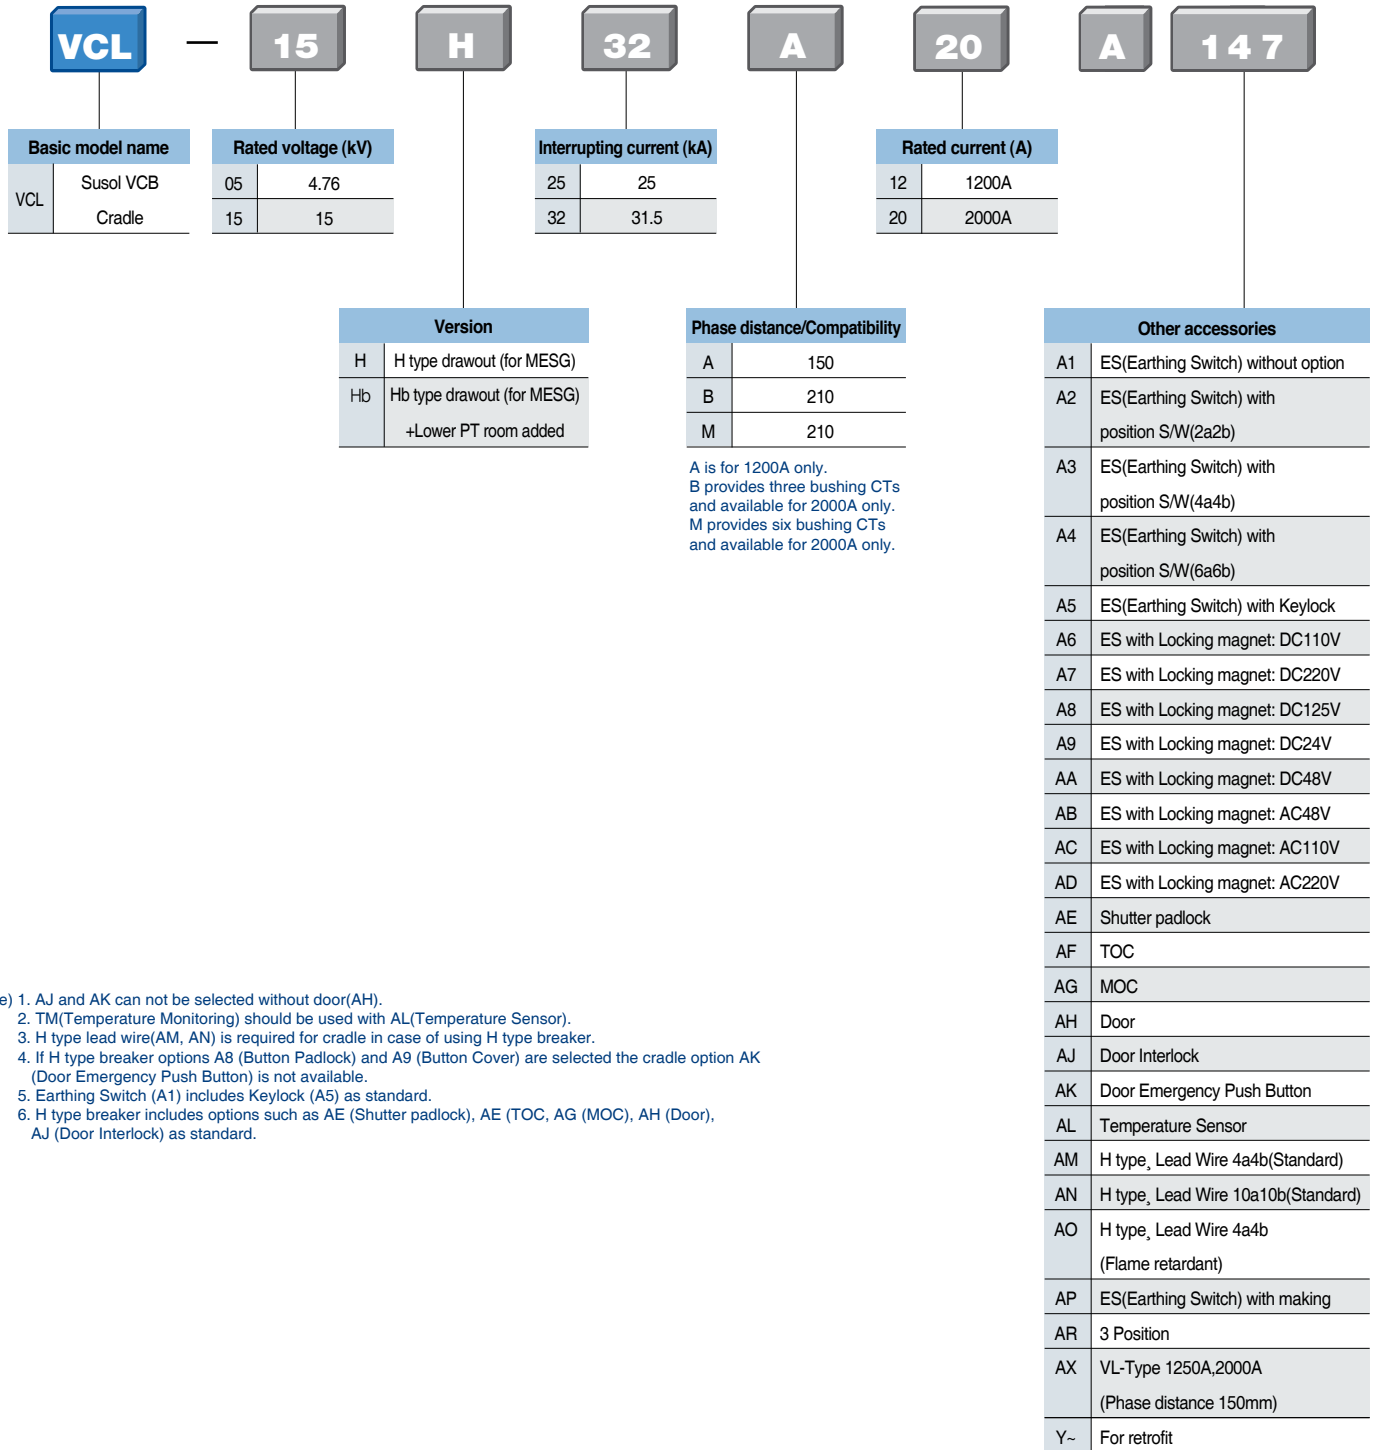 VCL — 15 H 32 A 20 A 147
Basic model name
VCL Susol VCB
Cradle
Rated voltage (kV)
05 4.76
15 15
Interrupting current (kA)
25 25
32 31.5
Rated current (A)
12 1200A
20 2000A
Version
H H type drawout (for MESG)
Hb Hb type drawout (for MESG)
+Lower PT room added
Phase distance/Compatibility
A 150
B 210
M 210
A is for 1200A only.
B provides three bushing CTs
and available for 2000A only.
M provides six bushing CTs
and available for 2000A only.
Other accessories
A1 ES(Earthing Switch) without option
A2 ES(Earthing Switch) with
position S/W(2a2b)
A3 ES(Earthing Switch) with
position S/W(4a4b)
A4 ES(Earthing Switch) with
position S/W(6a6b)
A5 ES(Earthing Switch) with Keylock
A6 ES with Locking magnet: DC110V
A7 ES with Locking magnet: DC220V
A8 ES with Locking magnet: DC125V
A9 ES with Locking magnet: DC24V
AA ES with Locking magnet: DC48V
AB ES with Locking magnet: AC48V
AC ES with Locking magnet: AC110V
AD ES with Locking magnet: AC220V
AE Shutter padlock
AF TOC
AG MOC
AH Door
AJ Door Interlock
AK Door Emergency Push Button
AL Temperature Sensor
AM H type¸ Lead Wire 4a4b(Standard)
AN H type¸ Lead Wire 10a10b(Standard)
AO H type¸ Lead Wire 4a4b
(Flame retardant)
AP ES(Earthing Switch) with making
AR 3 Position
AX VL-Type 1250A,2000A
(Phase distance 150mm)
Y~ For retrofit
e) 1. AJ and AK can not be selected without door(AH).
2. TM(Temperature Monitoring) should be used with AL(Temperature Sensor).
3. H type lead wire(AM, AN) is required for cradle in case of using H type breaker.
4. If H type breaker options A8 (Button Padlock) and A9 (Button Cover) are selected the cradle option AK
(Door Emergency Push Button) is not available.
5. Earthing Switch (A1) includes Keylock (A5) as standard.
6. H type breaker includes options such as AE (Shutter padlock), AE (TOC, AG (MOC), AH (Door),
AJ (Door Interlock) as standard.